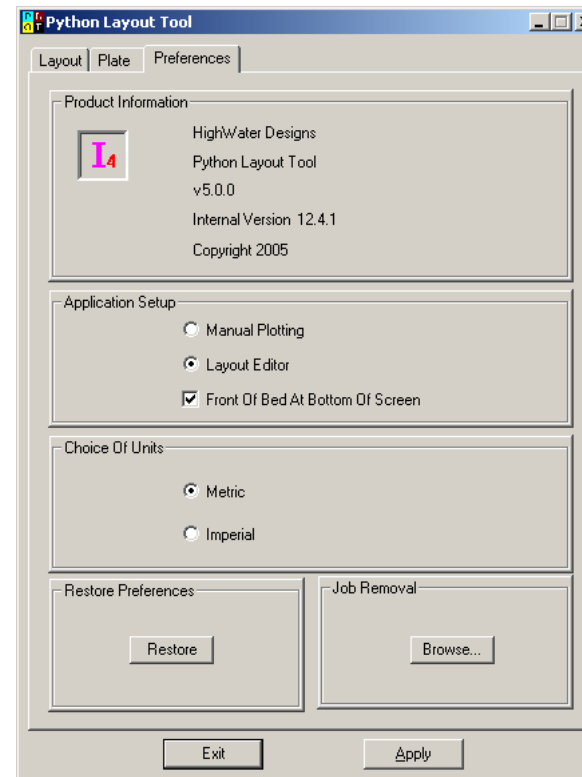 Python Layout Tool
Layout Plate Preferences
Product Information
I4
HighWater Designs
Python Layout Tool
v5.0.0
Internal Version 12.4.1
Copyright 2005
Application Setup
Manual Plotting
Layout Editor
Front Of Bed At Bottom Of Screen
Choice Of Units
Metric
Imperial
Restore Preferences
Job Removal
Restore
Browse...
Exit
Apply